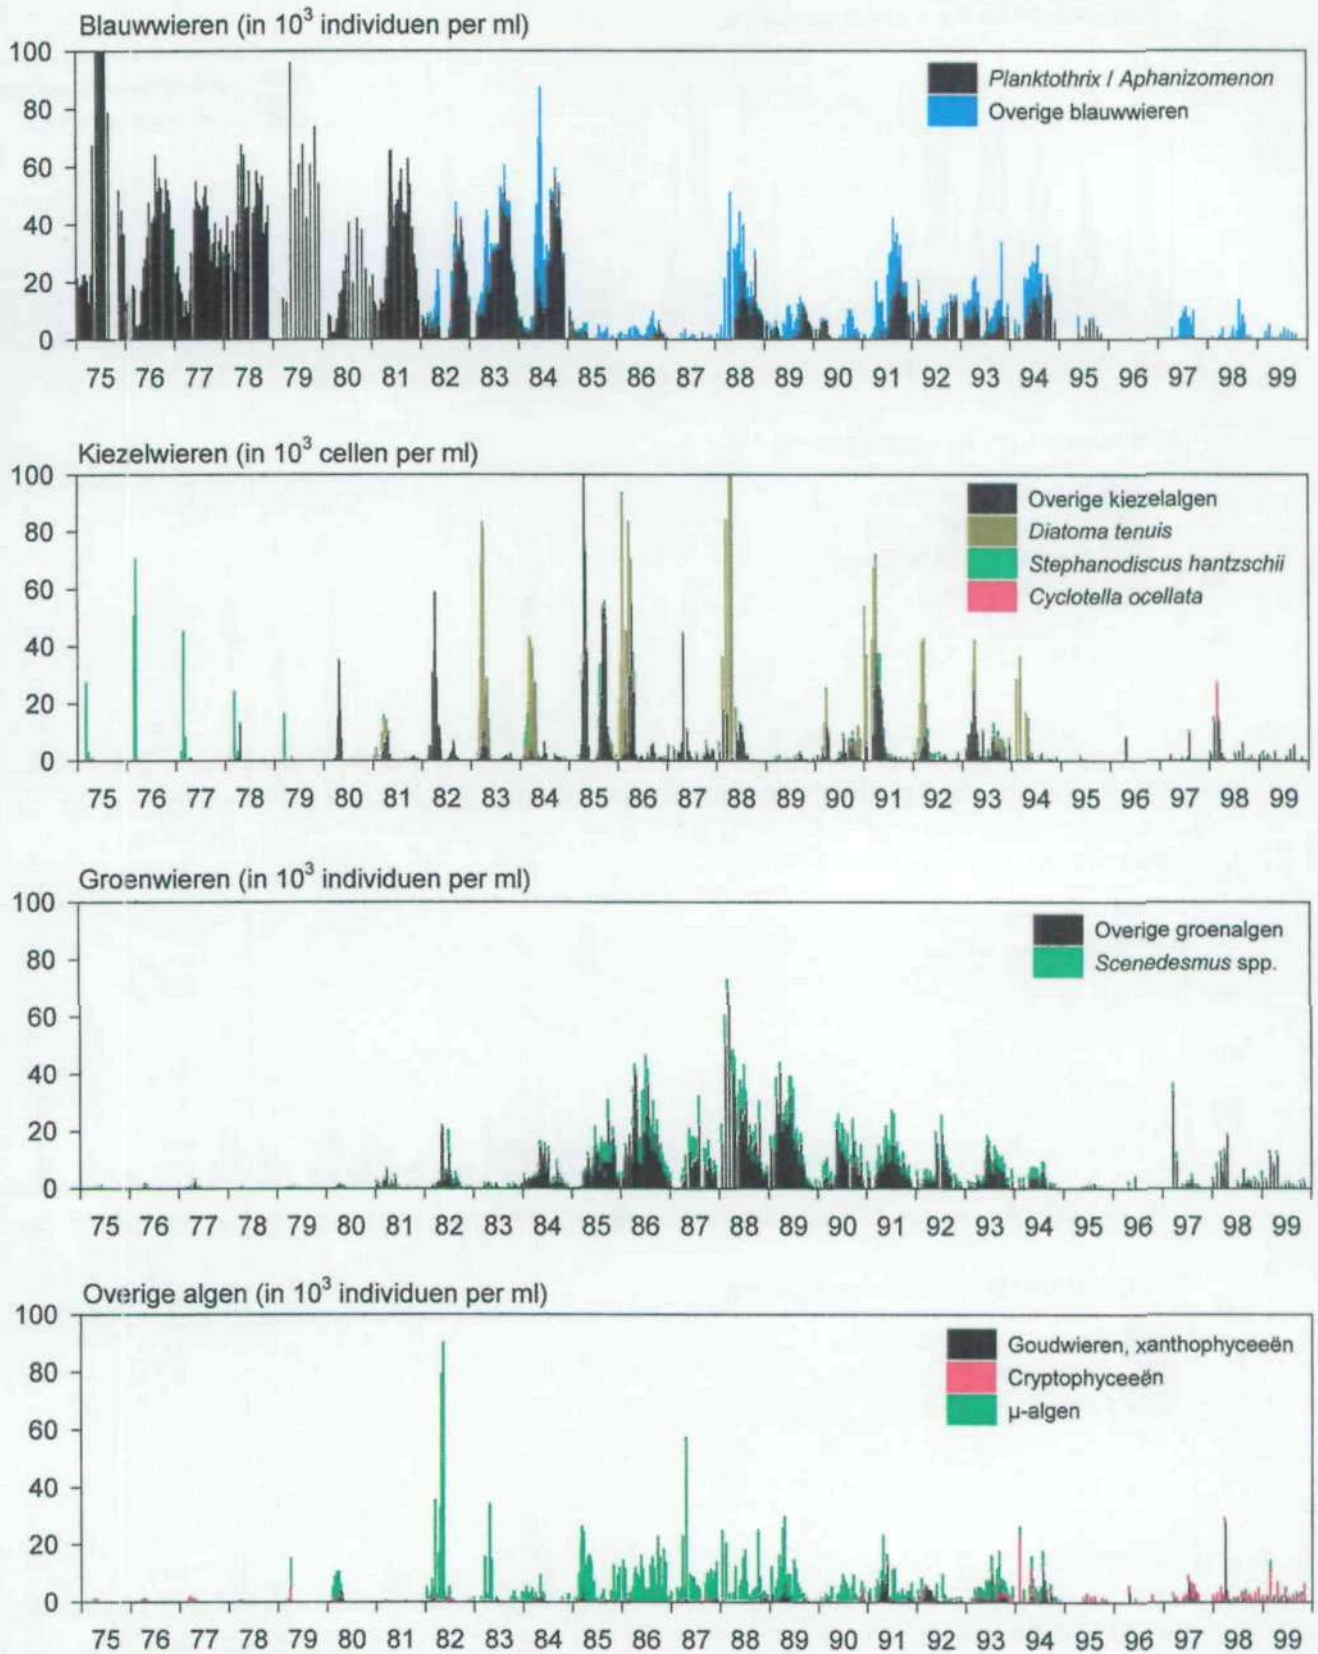 Blauwwieren (in 10³ individuen per ml)
100
80
60
40
20
0
Planktothrix / Aphanizomenon
Overige blauwwieren
75 76 77 78 79 80 81 82 83 84 85 86 87 88 89 90 91 92 93 94 95 96 97 98 99
Kiezelwieren (in 10³ cellen per ml)
100
80
60
40
20
0
Overige kiezelalgen
Diatoma tenuis
Stephanodiscus hantzschii
Cyclotella ocellata
75 76 77 78 79 80 81 82 83 84 85 86 87 88 89 90 91 92 93 94 95 96 97 98 99
Groenwieren (in 10³ individuen per ml)
100
80
60
40
20
0
Overige groenalgen
Scenedesmus spp.
75 76 77 78 79 80 81 82 83 84 85 86 87 88 89 90 91 92 93 94 95 96 97 98 99
Overige algen (in 10³ individuen per ml)
100
80
60
40
20
0
Goudwieren, xanthophyceeën
Cryptophyceeën
µ-algen
75 76 77 78 79 80 81 82 83 84 85 86 87 88 89 90 91 92 93 94 95 96 97 98 99